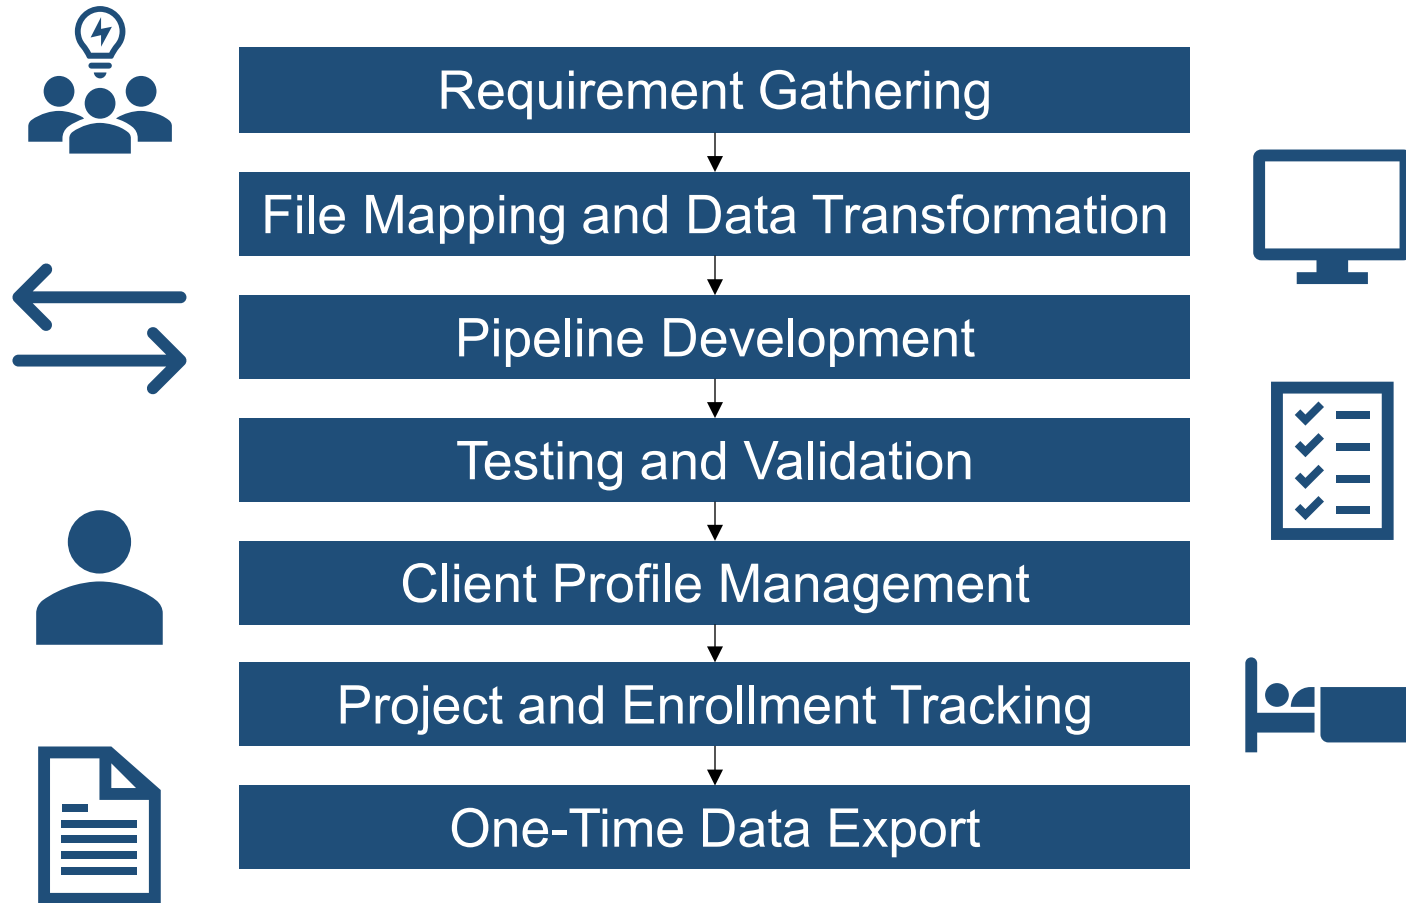 Requirement Gathering
File Mapping and Data Transformation
Pipeline Development
Testing and Validation
Client Profile Management
Project and Enrollment Tracking
One-Time Data Export